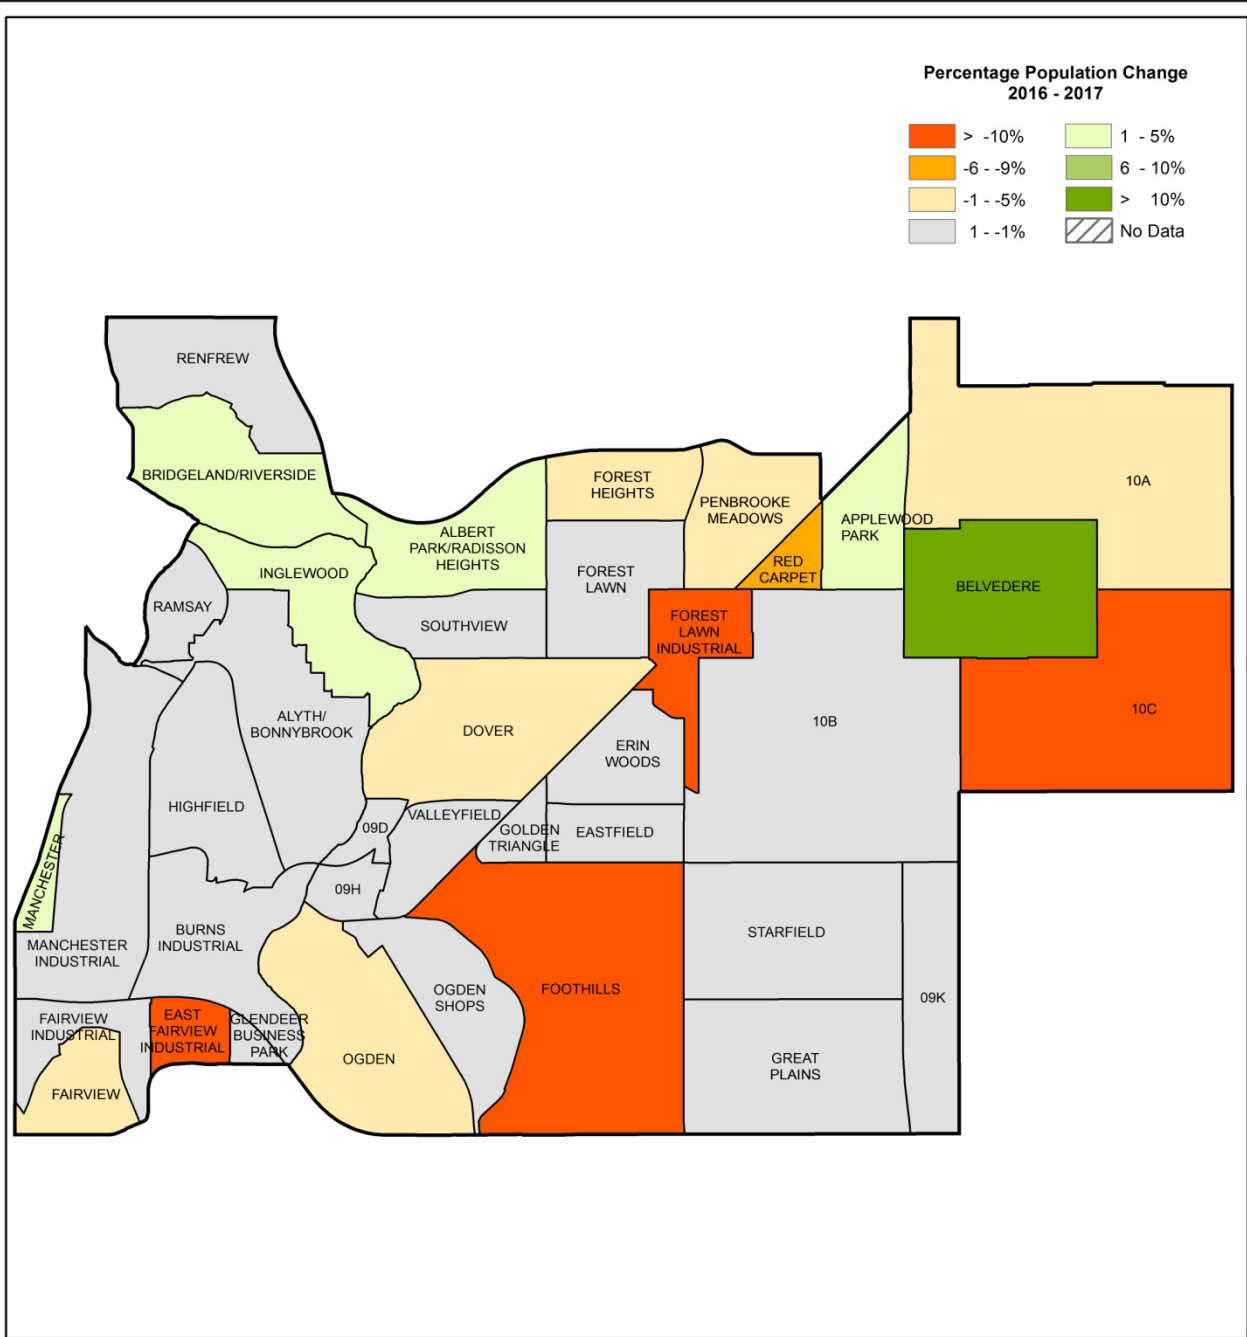 Percentage Population Change
2016 - 2017
> -10%
-6 - -9%
-1 - -5%
1 - -1%
1 - 5%
6 - 10%
> 10%
No Data
RENFREW
BRIDGELAND/RIVERSIDE
FOREST
HEIGHTS
PENBROOKE
MEADOWS
10A
ALBERT
PARK/RADISSON
HEIGHTS
APPLEWOOD
PARK
INGLEWOOD
FOREST
LAWN
RED
CARPET
BELVEDERE
RAMSAY
SOUTHVIEW
FOREST
LAWN
INDUSTRIAL
ALYTH/
BONNYBROOK
DOVER
10B
10C
ERIN
WOODS
HIGHFIELD
09D
VALLEYFIELD
GOLDEN
TRIANGLE
EASTFIELD
MANCHESTER
09H
MANCHESTER
INDUSTRIAL
BURNS
INDUSTRIAL
STARFIELD
OGDEN
SHOPS
FOOTHILLS
09K
FAIRVIEW
INDUSTRIAL
EAST
FAIRVIEW
INDUSTRIAL
GLENDEER
BUSINESS
PARK
OGDEN
GREAT
PLAINS
FAIRVIEW